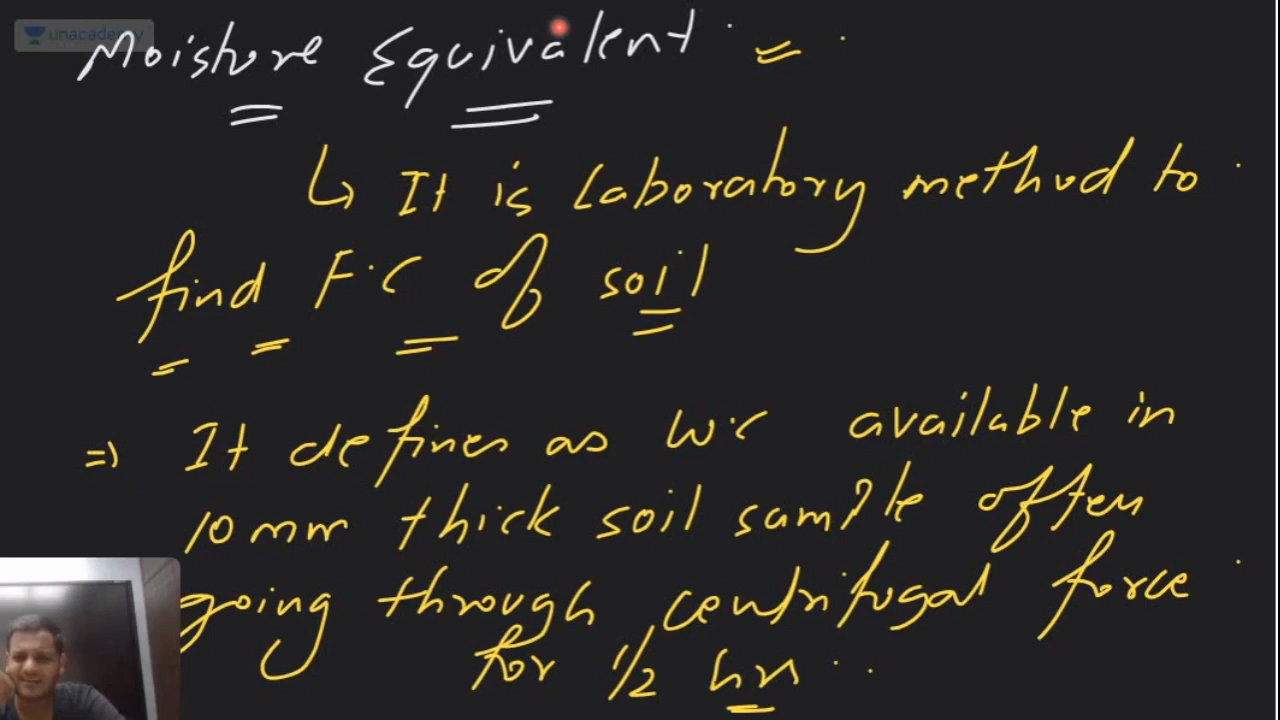 unacademy
Moisture Equivalent =
↳ It is Laboratory method to
find F.C of soil
=> It defines as w.c available in
10mm thick soil sample after
going through centrifugal force
for 1/2 hr